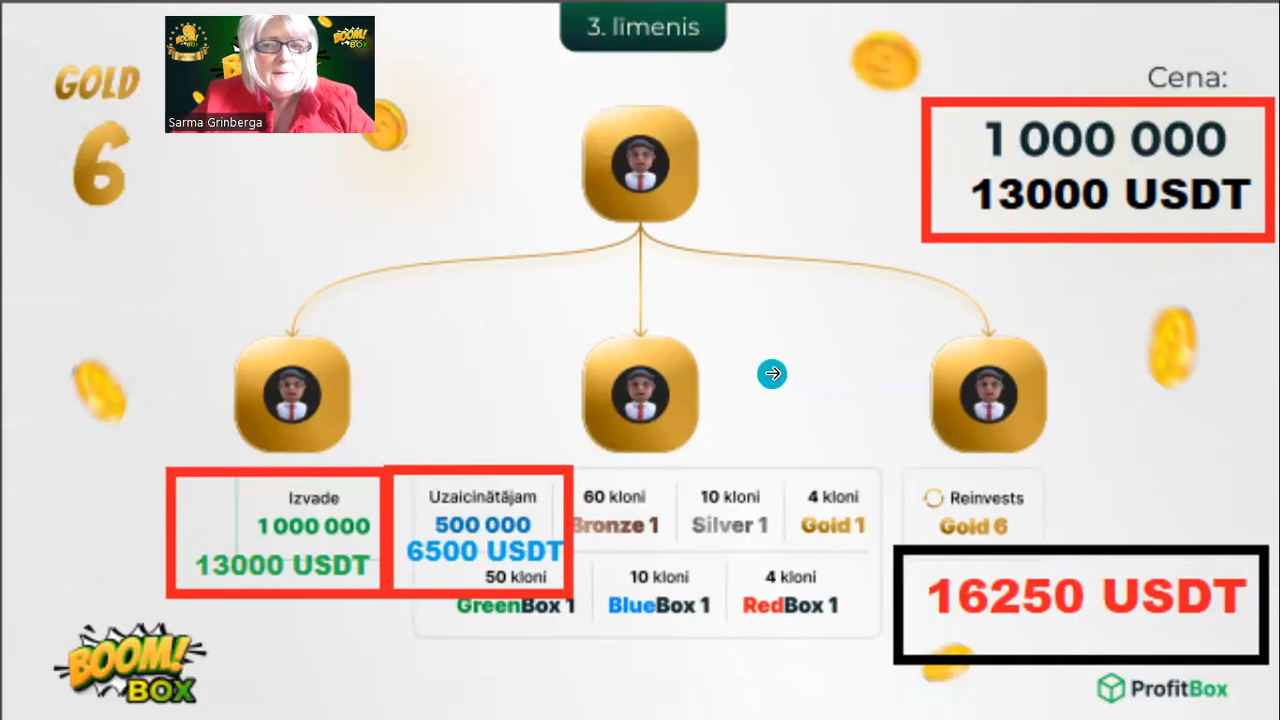 3. līmenis
GOLD
6
BOOM!
BOX
BOOM!
BOX
Sarma Grinberga
Cena:
1 000 000
13000 USDT
Izvade
1 000 000
13000 USDT
Uzaicinātājam
500 000
6500 USDT
60 kloni
Bronze 1
10 kloni
Silver 1
4 kloni
Gold 1
50 kloni
GreenBox 1
10 kloni
BlueBox 1
4 kloni
RedBox 1
Reinvests
Gold 6
16250 USDT
BOOM!
BOX
ProfitBox